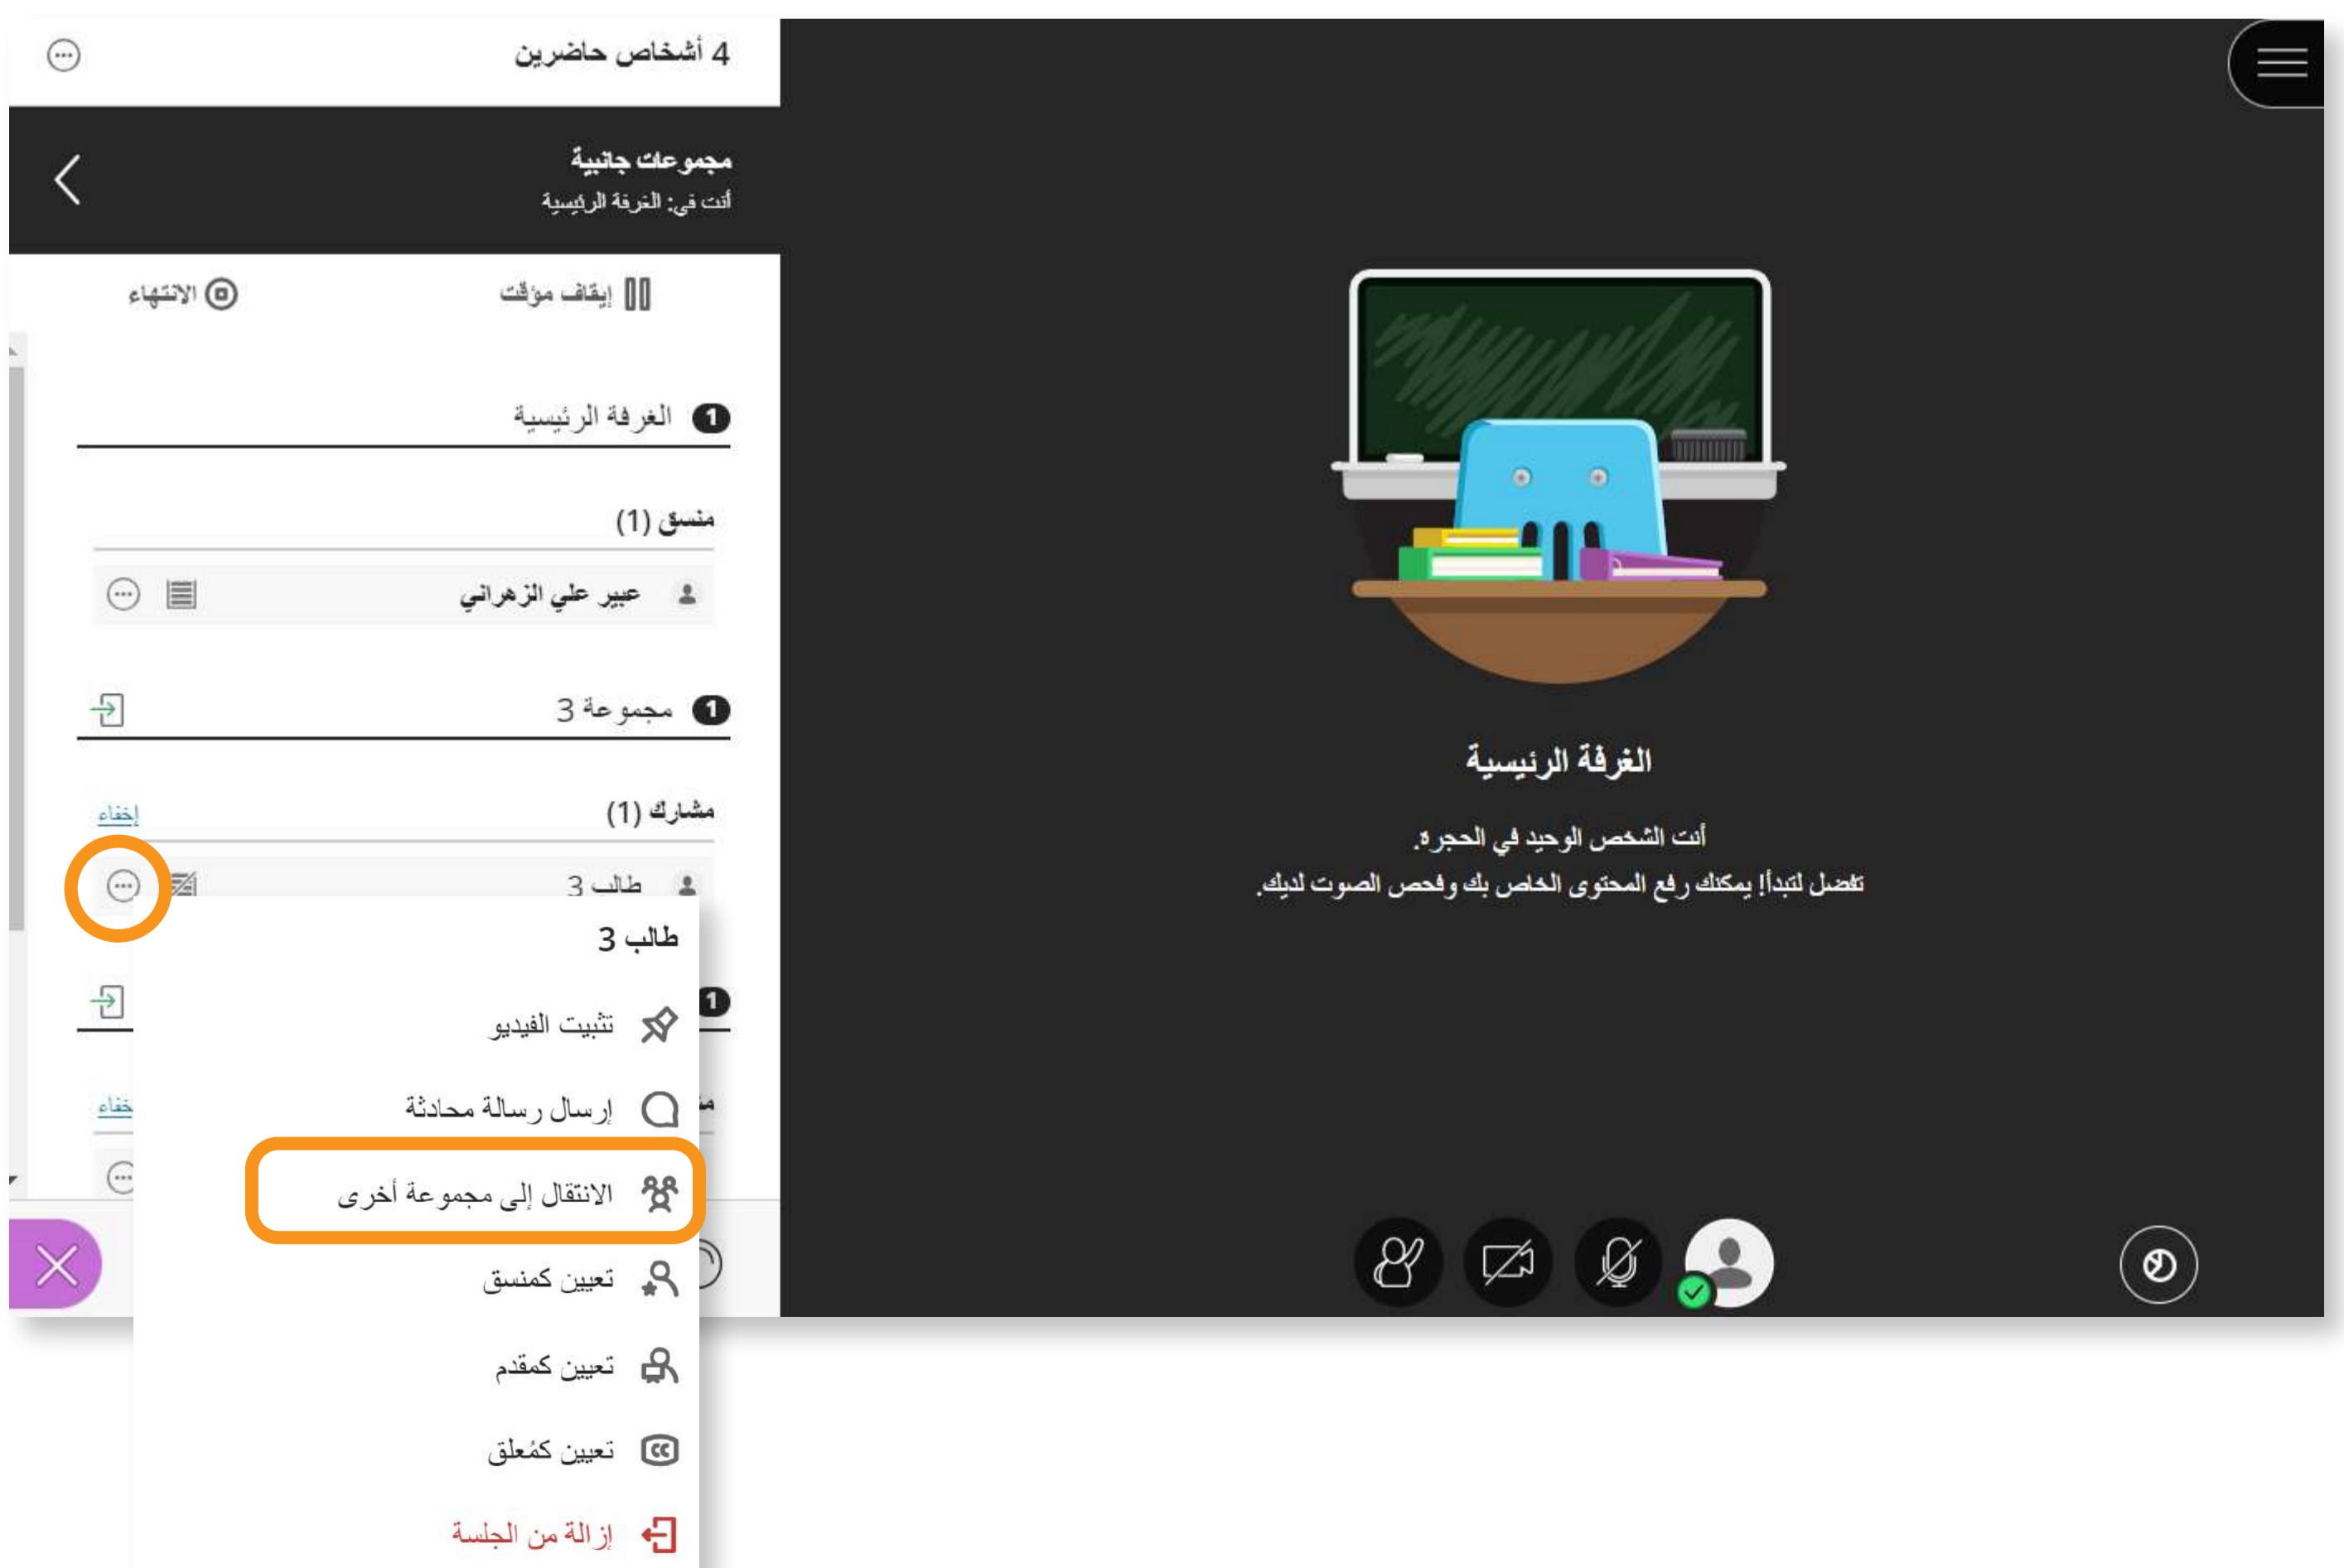 4 أشخاص حاضرين
مجموعات جانبية
أنت في: الغرفة الرئيسية
إيقاف مؤقت
الانتهاء
1 الغرفة الرئيسية
منسق (1)
عبير علي الزهراني
1 مجموعة 3
مشارك (1)
إخفاء
طالب 3
طالب 3
1
تثبيت الفيديو
إرسال رسالة محادثة
الانتقال إلى مجموعة أخرى
تعيين كمنسق
تعيين كمقدم
تعيين كمُعلق
إزالة من الجلسة
الغرفة الرئيسية
أنت الشخص الوحيد في الحجرة.
تفضل لتبدأ! يمكنك رفع المحتوى الخاص بك وفحص الصوت لديك.